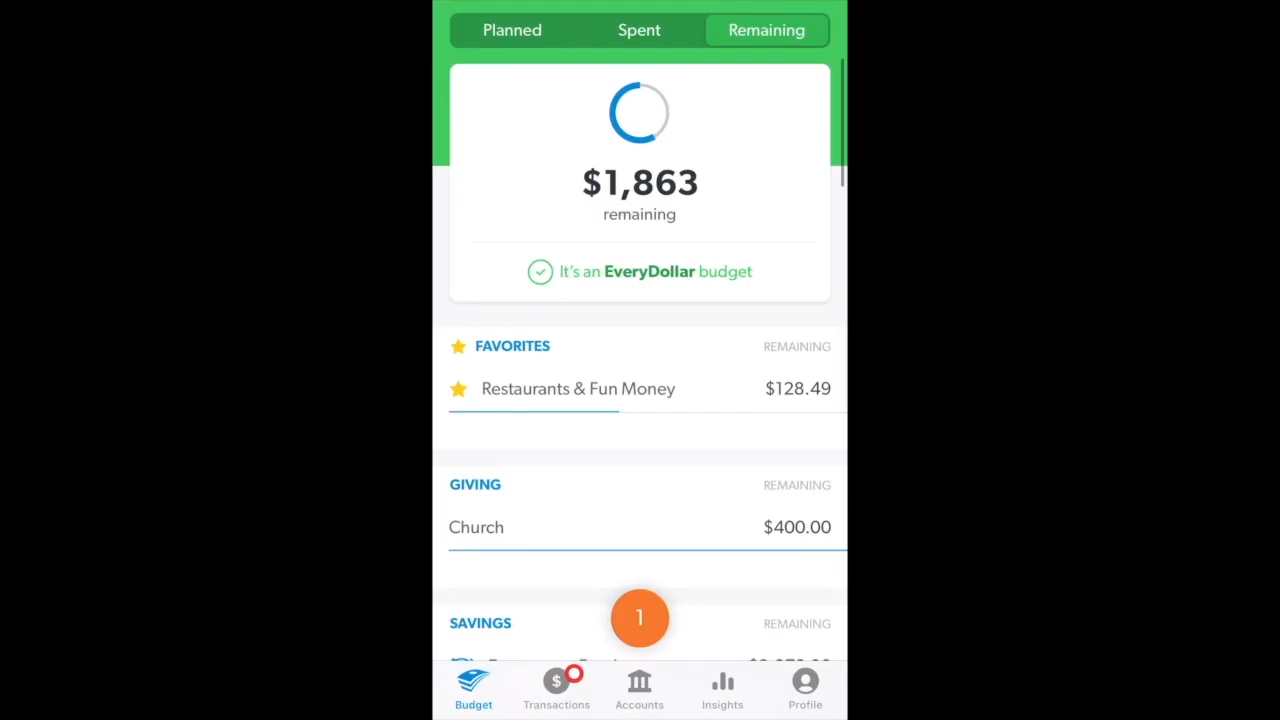 Planned Spent Remaining
$1,863
remaining
It's an EveryDollar budget
FAVORITES REMAINING
Restaurants & Fun Money $128.49
GIVING REMAINING
Church $400.00
1
SAVINGS REMAINING
Budget Transactions Accounts Insights Profile